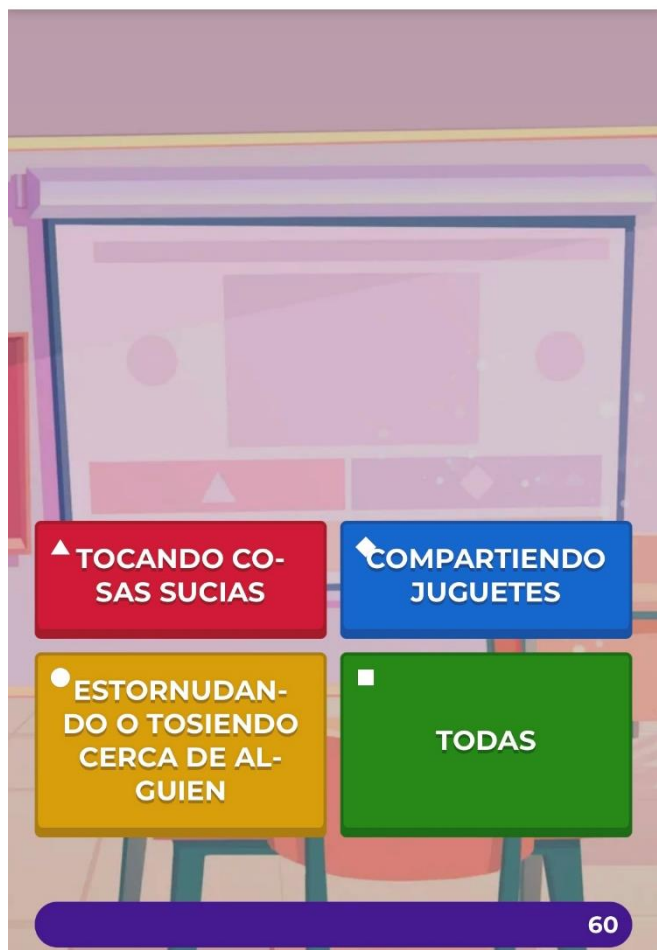 TOCANDO CO-
SAS SUCIAS
COMPARTIENDO
JUGUETES
ESTORNUDAN-
DO O TOSIENDO
CERCA DE AL-
GUIEN
TODAS
60